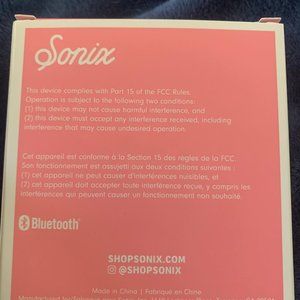 Sonix
This device complies with Part 15 of the FCC Rules.
Operation is subject to the following two conditions:
(1) this device may not cause harmful interference, and
(2) this device must accept any interference received, including
interference that may cause undesired operation.
Cet appareil est conforme à la Section 15 des règles de la FCC.
Son fonctionnement est assujetti aux deux conditions suivantes :
(1) cet appareil ne peut causer d'interférences nuisibles, et
(2) cet appareil doit accepter toute interférence reçue, y compris les
interférences qui pourraient causer un mauvais
Bluetooth
SHOPSONIX.COM
@SHOPSONIX
Made in China | Fabriqué en Chine